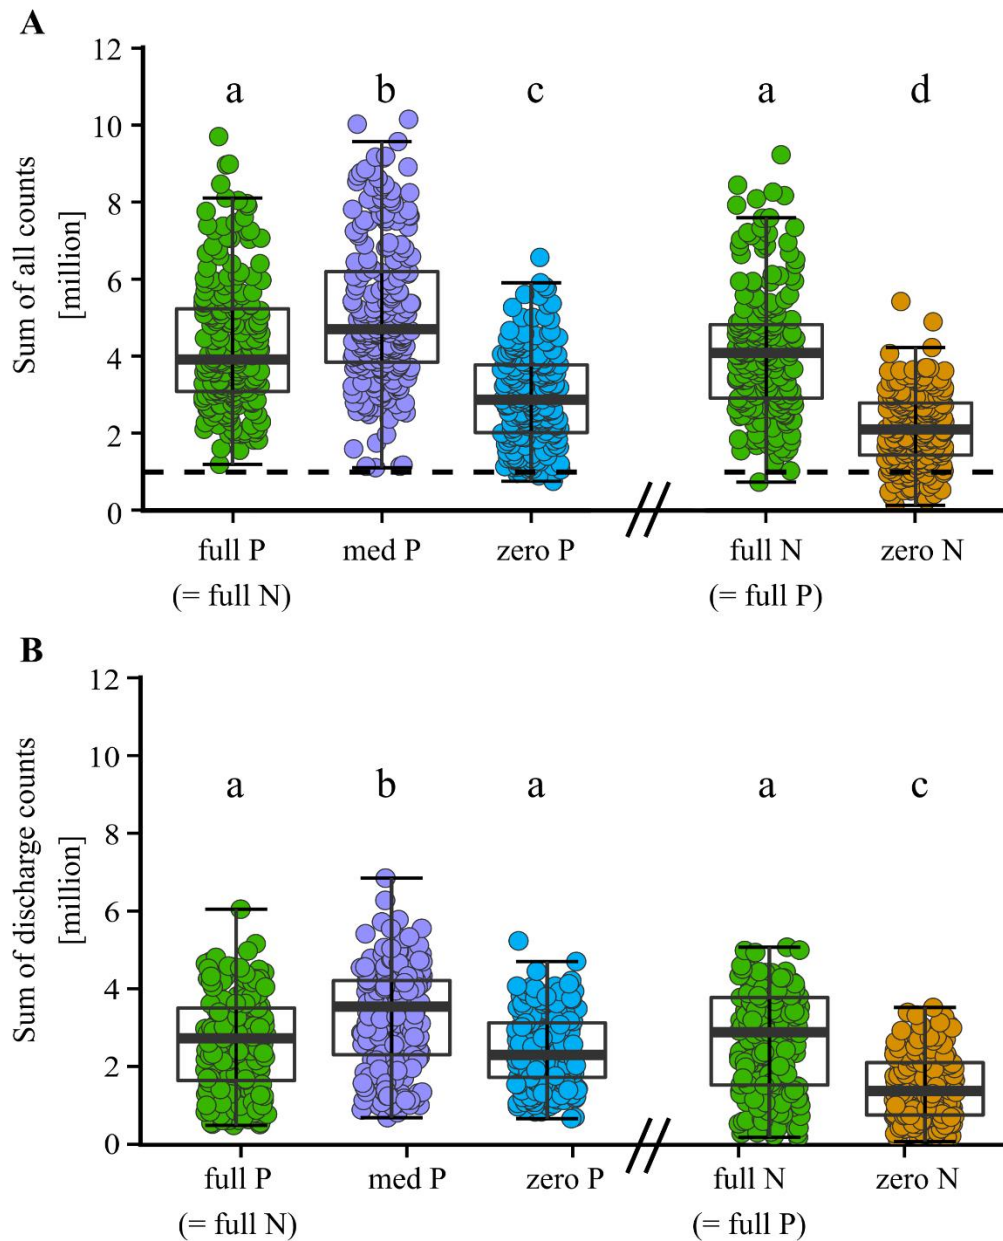 A
Sum of all counts
[million]
12
10
8
6
4
2
0
a b c a d
full P med P zero P full N zero N
(= full N) (= full P)
B
Sum of discharge counts
[million]
12
10
8
6
4
2
0
a b a a c
full P med P zero P full N zero N
(= full N) (= full P)